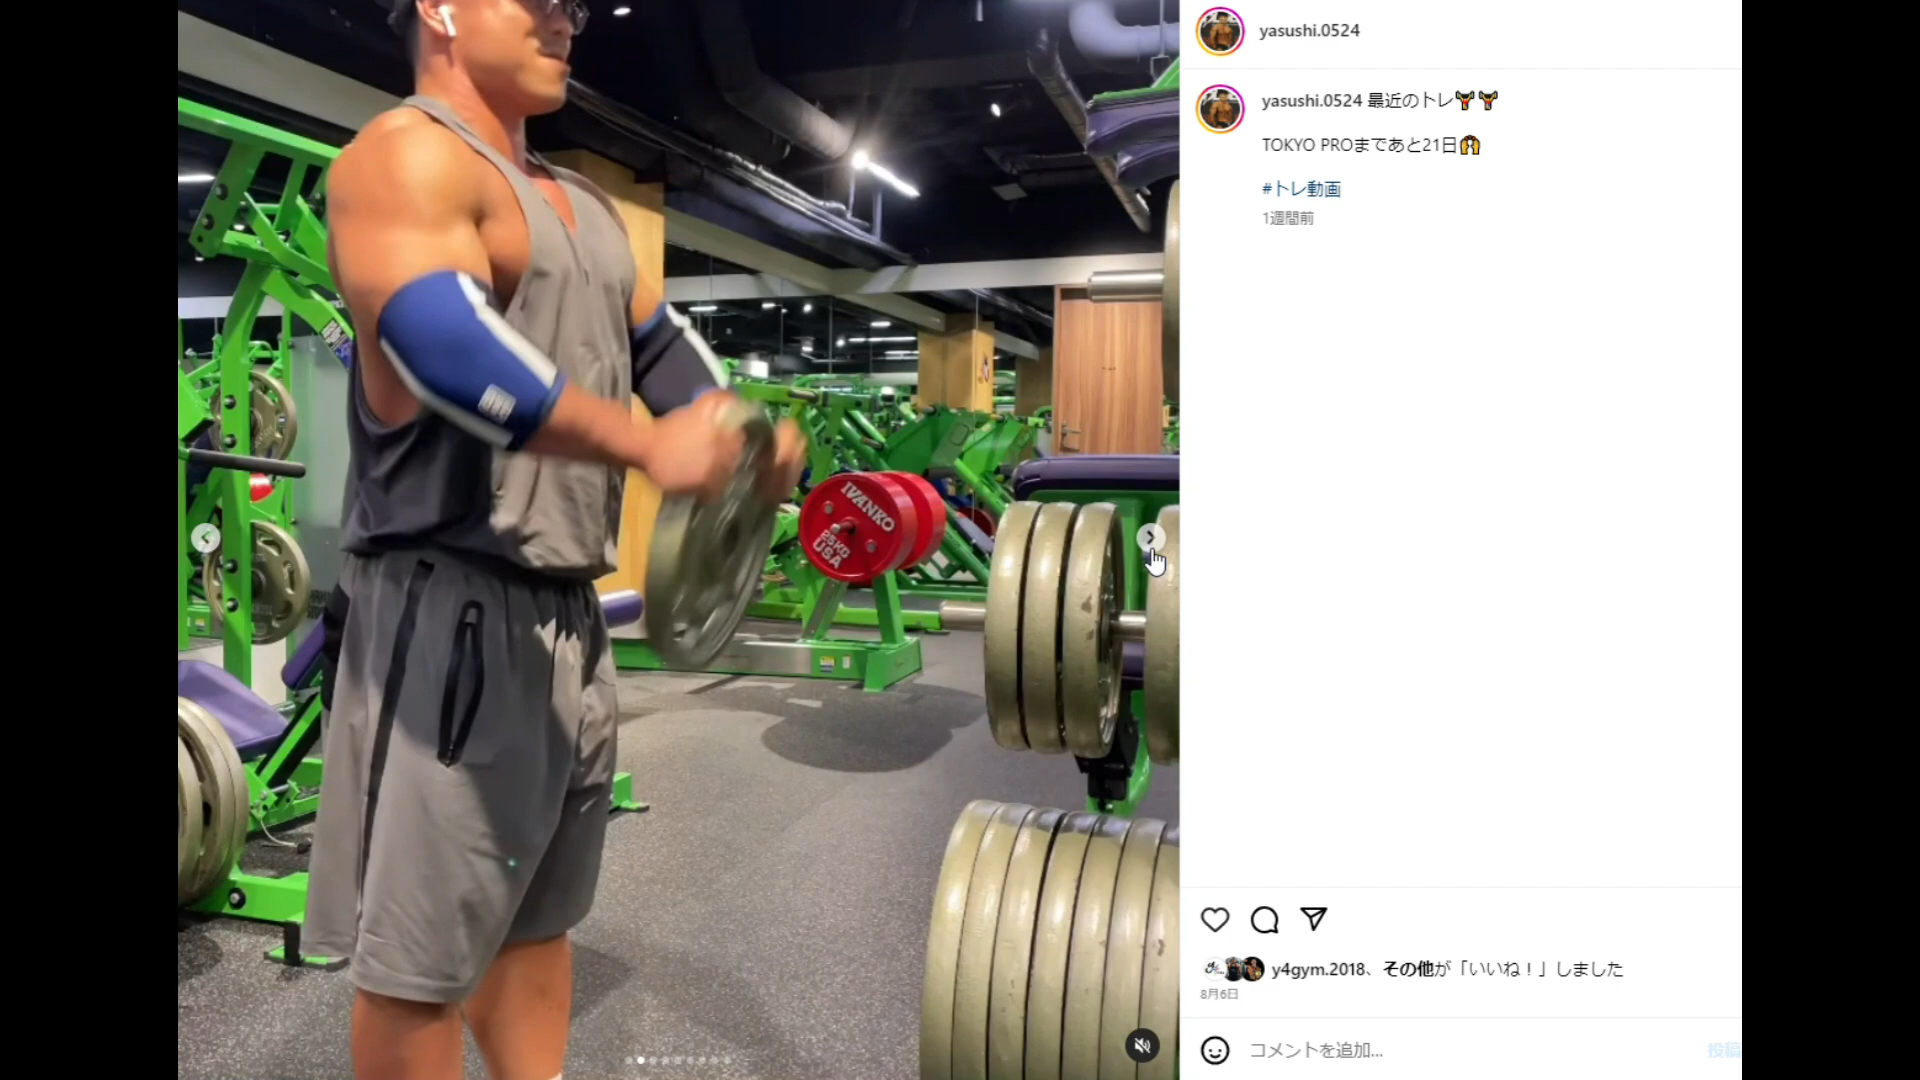 yasushi.0524
yasushi.0524 最近のトレ
TOKYO PROまであと21日
#トレ動画
1週間前
IVANKO
25KG
USA
y4gym.2018、その他が「いいね！」しました
8月6日
コメントを追加...
投稿